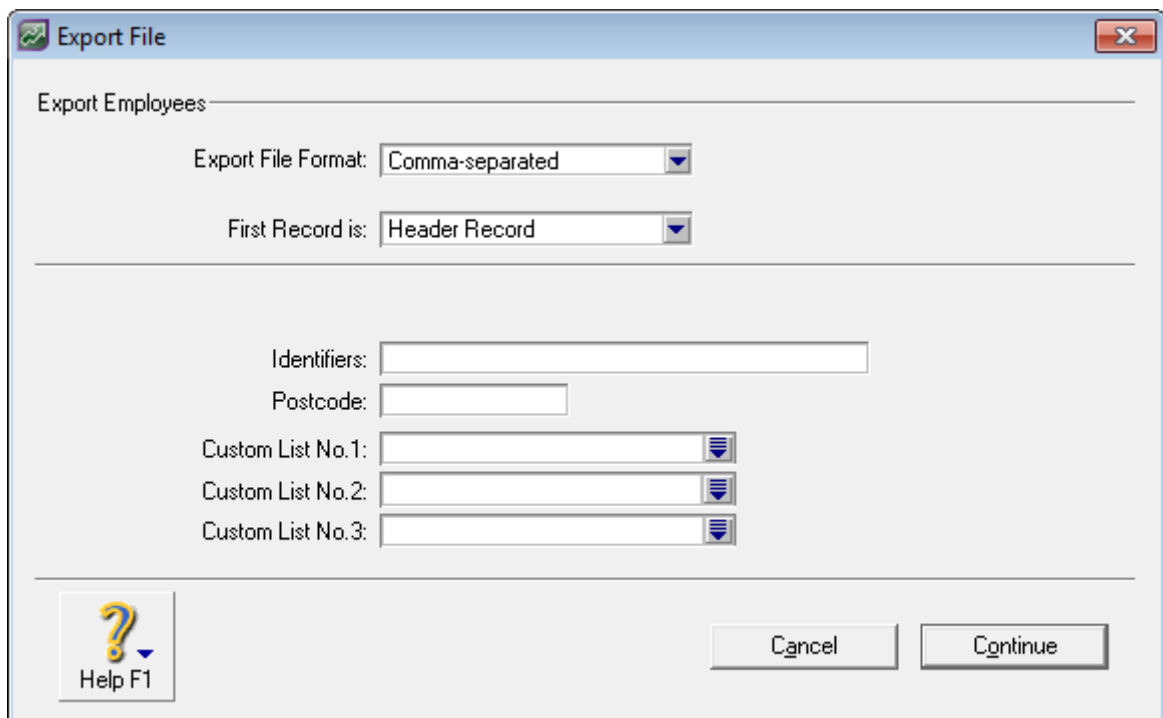 Export File
Export Employees
Export File Format: Comma-separated
First Record is: Header Record
Identifiers:
Postcode:
Custom List No.1:
Custom List No.2:
Custom List No.3:
Help F1
Cancel Continue